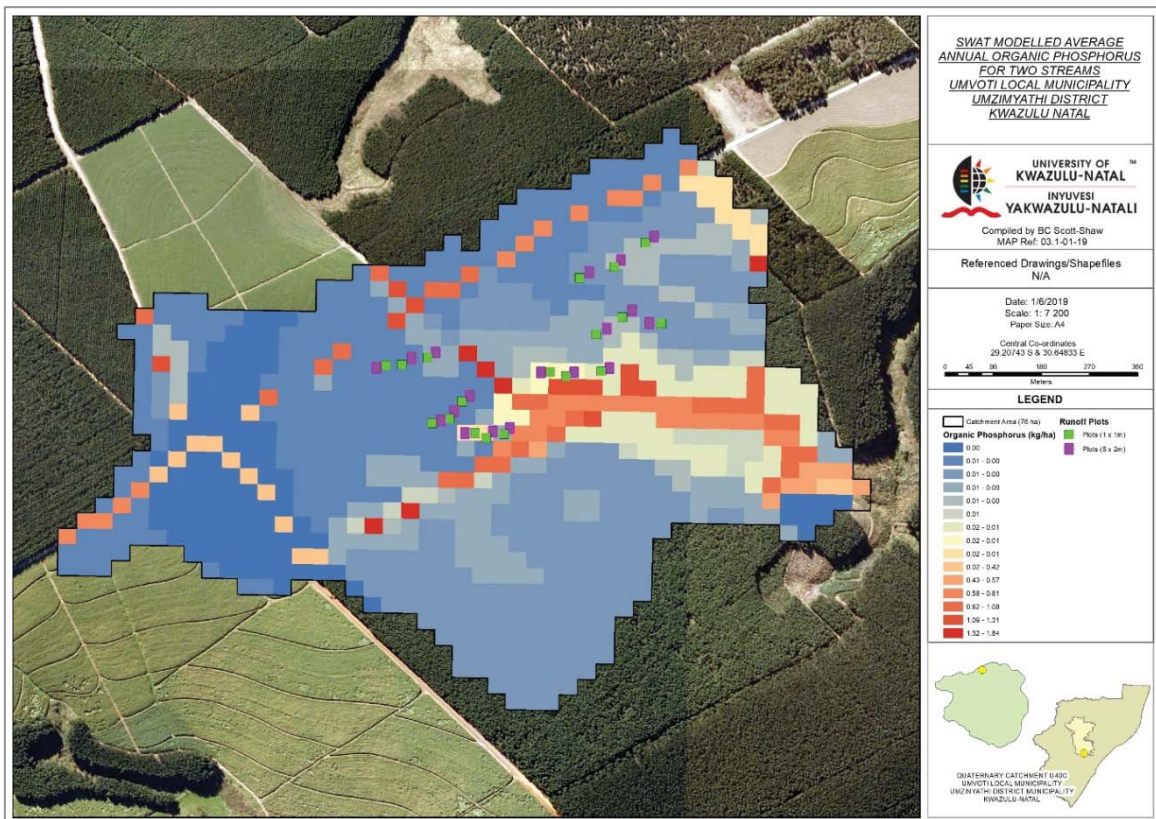 SWAT MODELLED AVERAGE
ANNUAL ORGANIC PHOSPHORUS
FOR TWO STREAMS
UMVOTI LOCAL MUNICIPALITY
UMZIMYATHI DISTRICT
KWAZULU NATAL
UNIVERSITY OF ™
KWAZULU-NATAL
INYUVESI
YAKWAZULU-NATALI
Compiled by BC Scott-Shaw
MAP Ref: 03.1-01-19
Referenced Drawings/Shapefiles
N/A
Date: 1/6/2019
Scale: 1: 7 200
Paper Size: A4
Central Co-ordinates
29.20743 S & 30.64833 E
0 45 90 180 270 360
Meters
LEGEND
Catchment Area (76 ha)
Organic Phosphorus (kg/ha)
0.00
0.01 - 0.00
0.01 - 0.00
0.01 - 0.00
0.01 - 0.00
0.01
0.02 - 0.01
0.02 - 0.01
0.02 - 0.01
0.02 - 0.42
0.43 - 0.57
0.58 - 0.81
0.82 - 1.08
1.09 - 1.31
1.32 - 1.84
Runoff Plots
Plots (1 x 1m)
Plots (5 x 2m)
QUATERNARY CATCHMENT U40C
UMVOTI LOCAL MUNICIPALITY
UMZINYATHI DISTRICT MUNICIPALITY
KWAZULU-NATAL